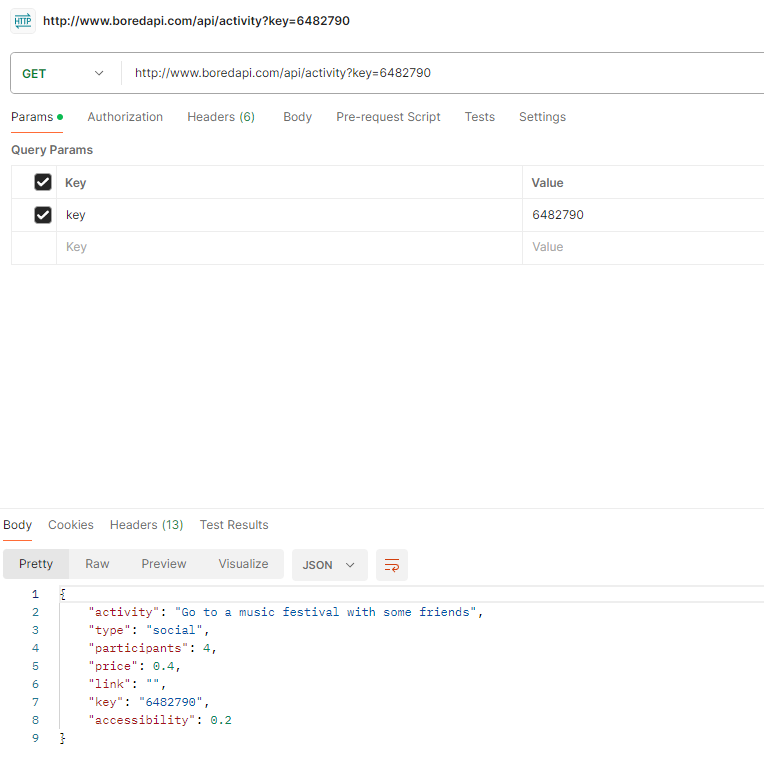 HTTP http://www.boredapi.com/api/activity?key=6482790
GET http://www.boredapi.com/api/activity?key=6482790
Params Authorization Headers (6) Body Pre-request Script Tests Settings
Query Params
Key Value
key 6482790
Key Value
Body Cookies Headers (13) Test Results
Pretty Raw Preview Visualize JSON
1 {
2 "activity": "Go to a music festival with some friends",
3 "type": "social",
4 "participants": 4,
5 "price": 0.4,
6 "link": "",
7 "key": "6482790",
8 "accessibility": 0.2
9 }